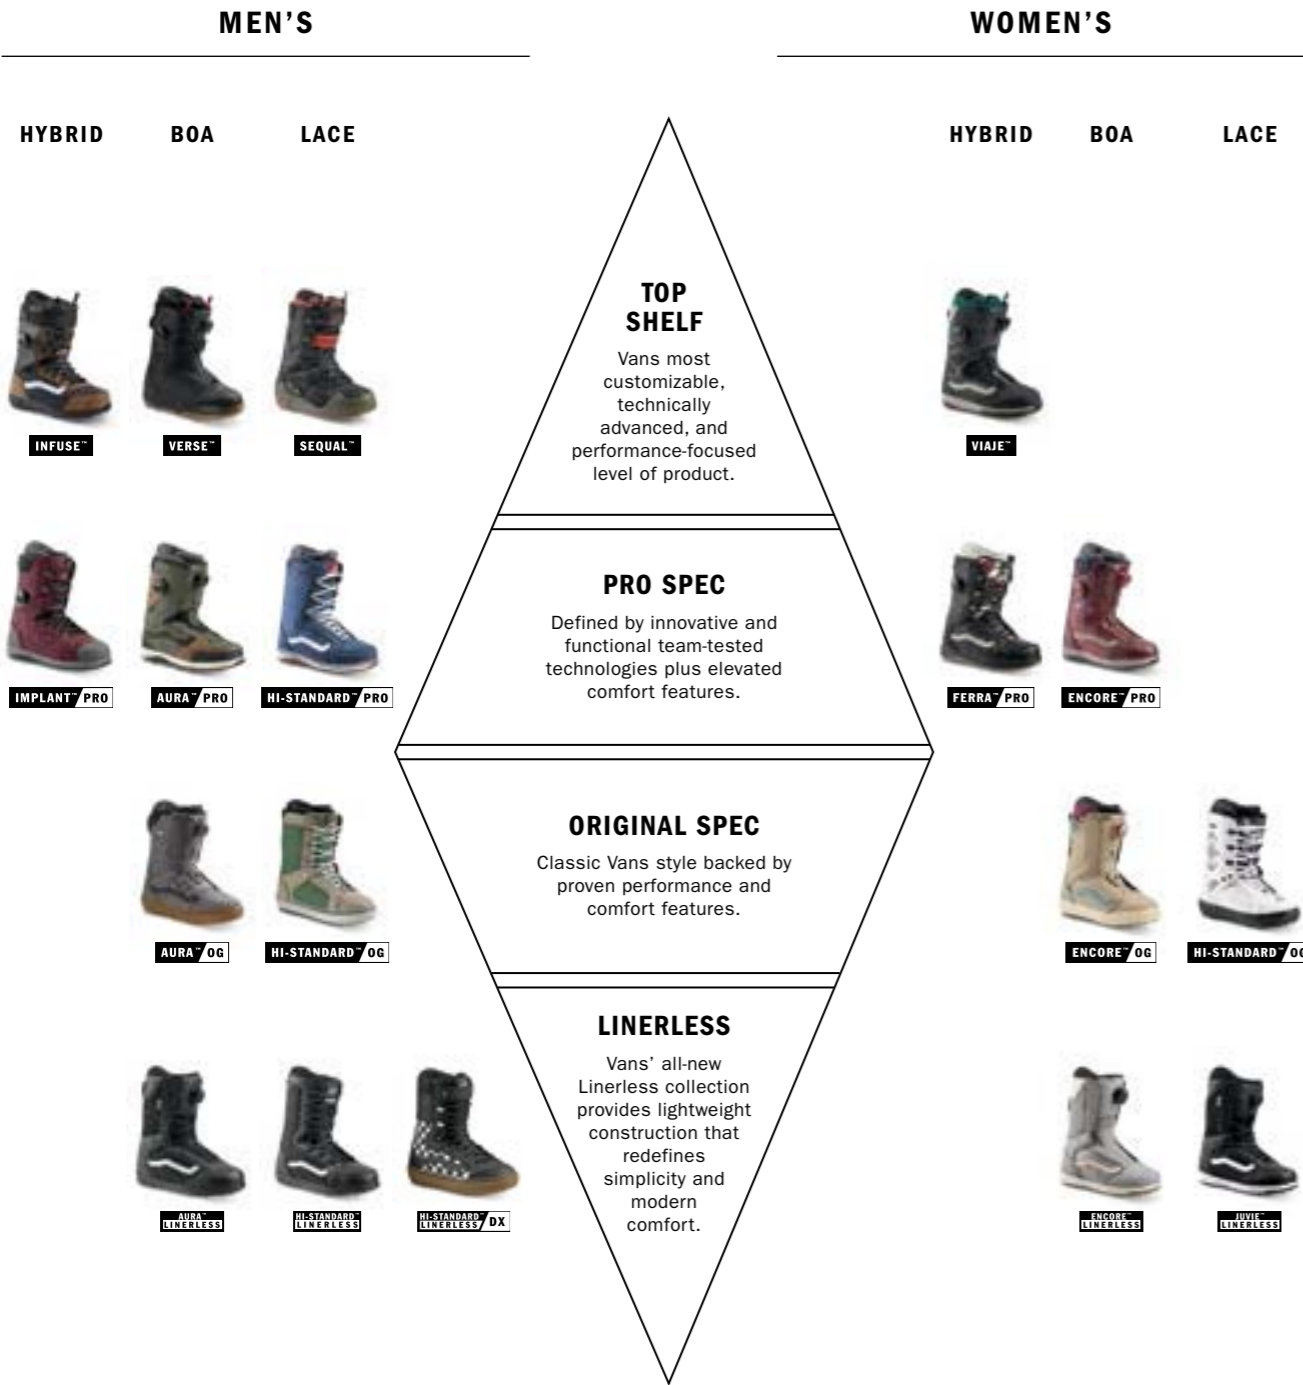 MEN'S
WOMEN'S
HYBRID BOA LACE
HYBRID BOA LACE
TOP
SHELF
Vans most
customizable,
technically
advanced, and
performance-focused
level of product.
INFUSE™ VERSE™ SEQUAL™
VIAJE™
PRO SPEC
Defined by innovative and
functional team-tested
technologies plus elevated
comfort features.
IMPLANT™/PRO AURA™/PRO HI-STANDARD™/PRO
FERRA™/PRO ENCORE™/PRO
ORIGINAL SPEC
Classic Vans style backed by
proven performance and
comfort features.
AURA™/OG HI-STANDARD™/OG
ENCORE™/OG HI-STANDARD™/OG
LINERLESS
Vans' all-new
Linerless collection
provides lightweight
construction that
redefines
simplicity and
modern
comfort.
AURA™
LINERLESS
HI-STANDARD™
LINERLESS
HI-STANDARD™
LINERLESS/DX
ENCORE™
LINERLESS
JUVIE™
LINERLESS